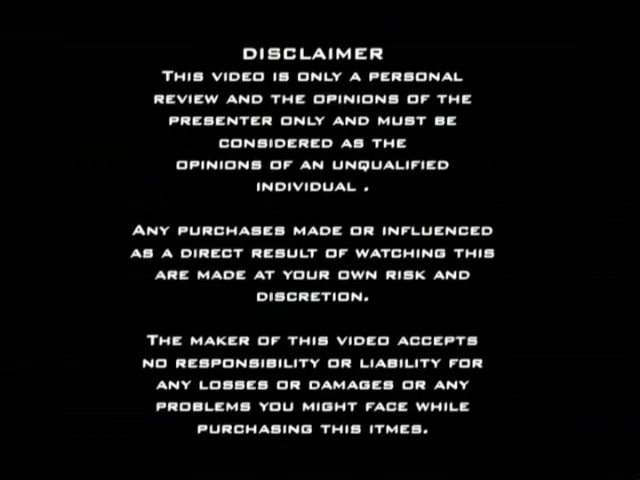 DISCLAIMER
THIS VIDEO IS ONLY A PERSONAL
REVIEW AND THE OPINIONS OF THE
PRESENTER ONLY AND MUST BE
CONSIDERED AS THE
OPINIONS OF AN UNQUALIFIED
INDIVIDUAL .
ANY PURCHASES MADE OR INFLUENCED
AS A DIRECT RESULT OF WATCHING THIS
ARE MADE AT YOUR OWN RISK AND
DISCRETION.
THE MAKER OF THIS VIDEO ACCEPTS
NO RESPONSIBILITY OR LIABILITY FOR
ANY LOSSES OR DAMAGES OR ANY
PROBLEMS YOU MIGHT FACE WHILE
PURCHASING THIS ITMES.